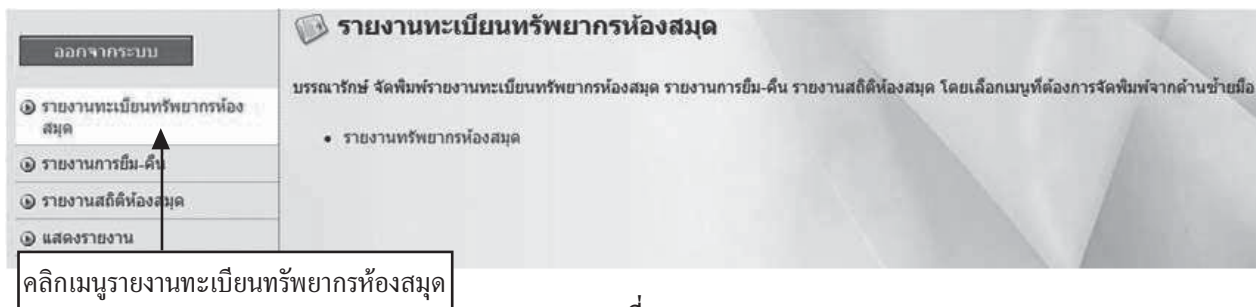 ออกจากระบบ
รายงานทะเบียนทรัพยากรห้อง
สมุด
รายงานการยืม-คืน
รายงานสถิติห้องสมุด
แสดงรายงาน
คลิกเมนูรายงานทะเบียนทรัพยากรห้องสมุด
รายงานทะเบียนทรัพยากรห้องสมุด
บรรณารักษ์ จัดพิมพ์รายงานทะเบียนทรัพยากรห้องสมุด รายงานการยืม-คืน รายงานสถิติห้องสมุด โดยเลือกเมนูที่ต้องการจัดพิมพ์จากด้านซ้ายมือ
• รายงานทรัพยากรห้องสมุด